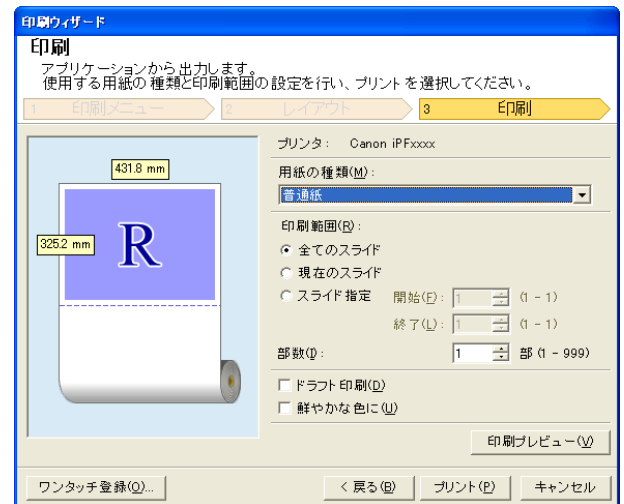 印刷ウィザード
印刷
アプリケーションから出力します。
使用する用紙の種類と印刷範囲の設定を行い、プリントを選択してください。
1 印刷メニュー 2 レイアウト 3 印刷
プリンタ： Canon iPFxxxx
431.8 mm
用紙の種類(M)：
普通紙
325.2 mm
R
印刷範囲(R)：
全てのスライド
現在のスライド
スライド指定 開始(F)： 1 (1 - 1)
終了(L)： 1 (1 - 1)
部数(I)： 1 部 (1 - 999)
ドラフト印刷(D)
鮮やかな色に(U)
印刷プレビュー(V)
ワンタッチ登録(O)... < 戻る(B) プリント(P) キャンセル